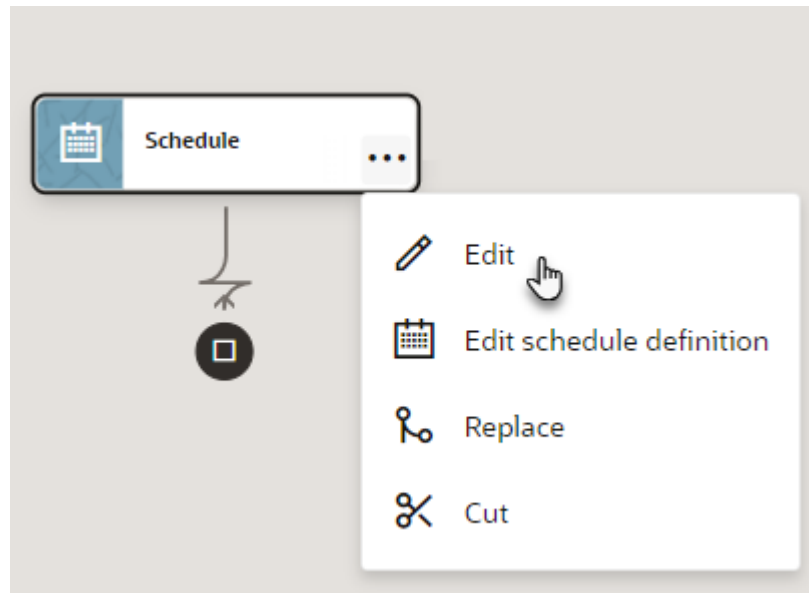 Schedule
Edit
Edit schedule definition
Replace
Cut